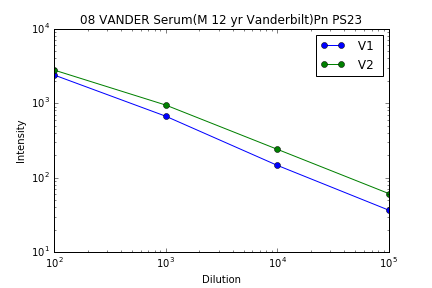 08 VANDER Serum(M 12 yr Vanderbilt)Pn PS23
V1
V2
Intensity
10^4
10^3
10^2
10^1
10^2 10^3 10^4 10^5
Dilution